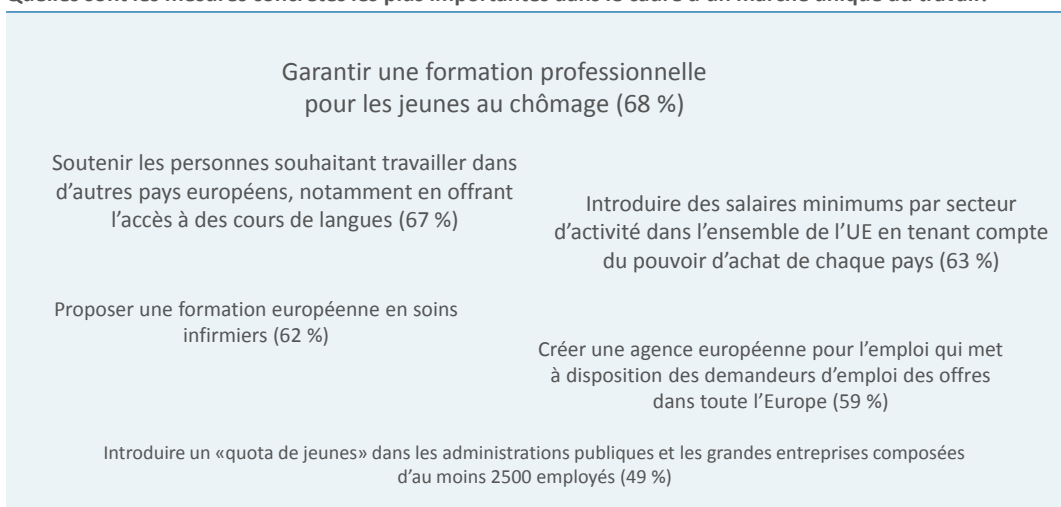 Quelles sont les mesures concrètes les plus importantes dans le cadre d'un marché unique du travail?
Garantir une formation professionnelle
pour les jeunes au chômage (68 %)
Soutenir les personnes souhaitant travailler dans
d’autres pays européens, notamment en offrant
l’accès à des cours de langues (67 %)
Introduire des salaires minimums par secteur
d’activité dans l’ensemble de l’UE en tenant compte
du pouvoir d’achat de chaque pays (63 %)
Proposer une formation européenne en soins
infirmiers (62 %)
Créer une agence européenne pour l’emploi qui met
à disposition des demandeurs d’emploi des offres
dans toute l’Europe (59 %)
Introduire un «quota de jeunes» dans les administrations publiques et les grandes entreprises composées
d’au moins 2500 employés (49 %)